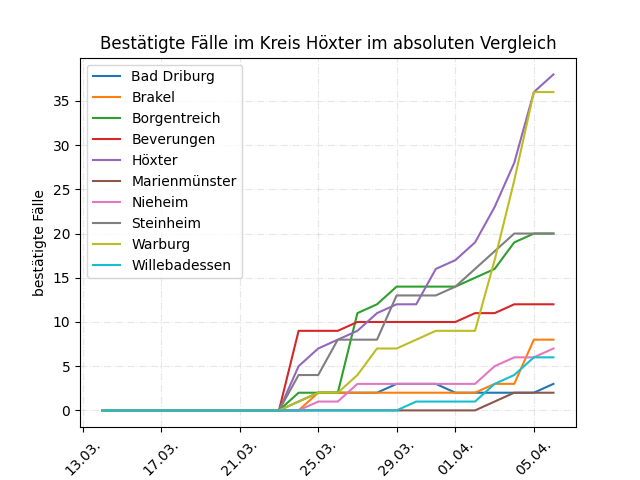 Bestätigte Fälle im Kreis Höxter im absoluten Vergleich
bestätigte Fälle
35
30
25
20
15
10
5
0
Bad Driburg
Brakel
Borgentreich
Beverungen
Höxter
Marienmünster
Nieheim
Steinheim
Warburg
Willebadessen
13.03.
17.03.
21.03.
25.03.
29.03.
01.04.
05.04.